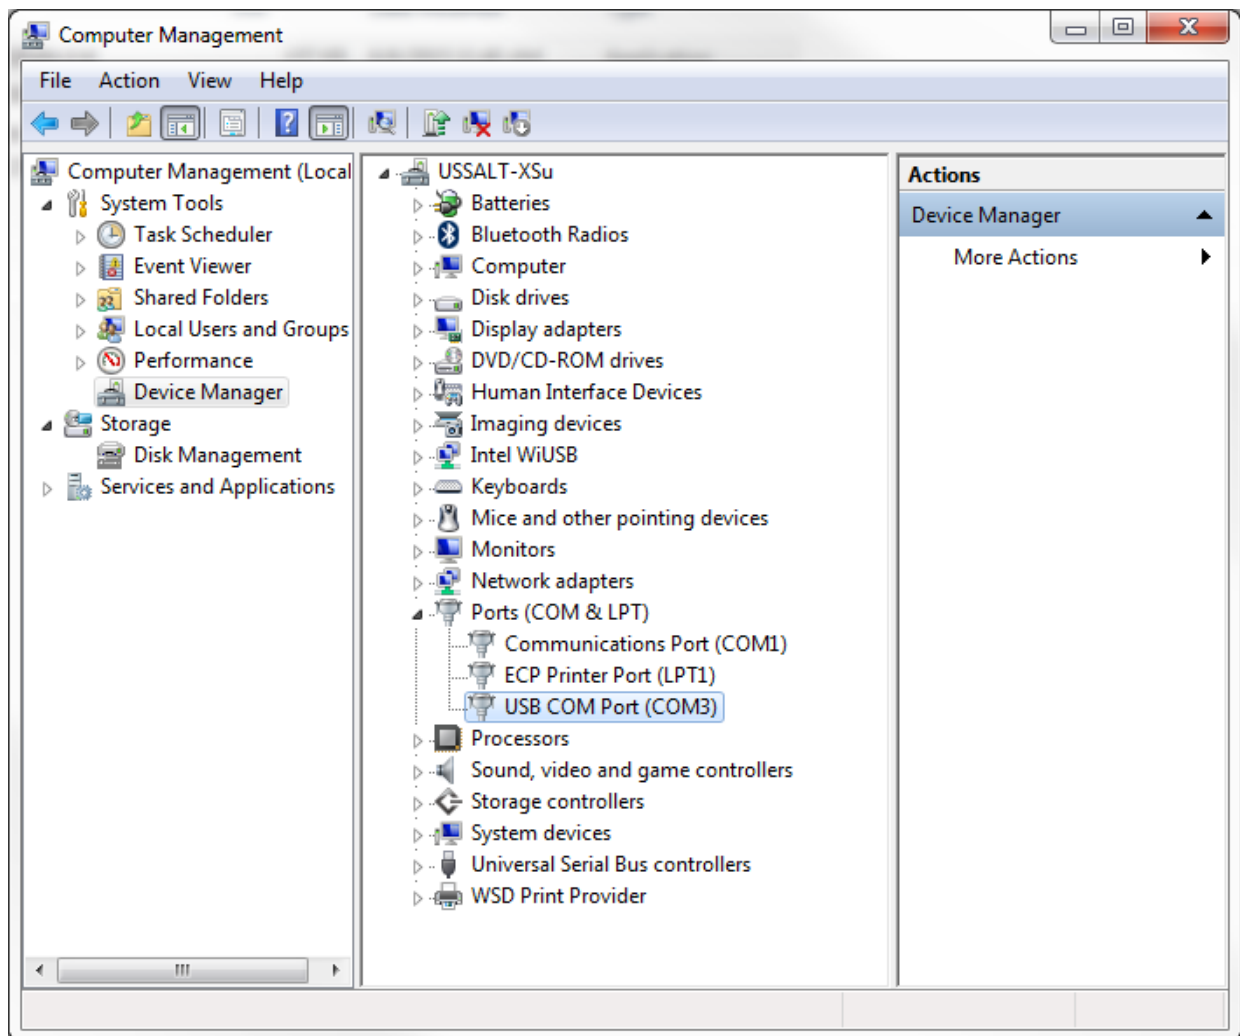 Computer Management
File Action View Help
Computer Management (Local
System Tools
Task Scheduler
Event Viewer
Shared Folders
Local Users and Groups
Performance
Device Manager
Storage
Disk Management
Services and Applications
USSALT-XSu
Batteries
Bluetooth Radios
Computer
Disk drives
Display adapters
DVD/CD-ROM drives
Human Interface Devices
Imaging devices
Intel WiUSB
Keyboards
Mice and other pointing devices
Monitors
Network adapters
Ports (COM & LPT)
Communications Port (COM1)
ECP Printer Port (LPT1)
USB COM Port (COM3)
Processors
Sound, video and game controllers
Storage controllers
System devices
Universal Serial Bus controllers
WSD Print Provider
Actions
Device Manager
More Actions